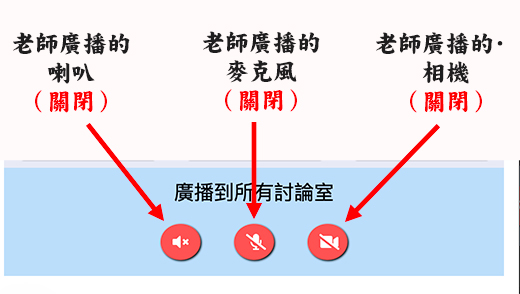 老師廣播的
喇叭
（關閉）
老師廣播的
麥克風
（關閉）
老師廣播的·
相機
（關閉）
廣播到所有討論室